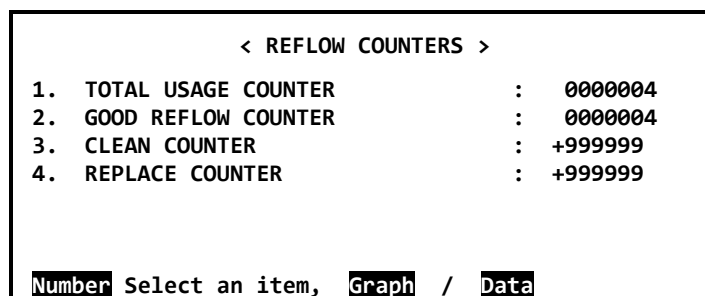 < REFLOW COUNTERS >
1. TOTAL USAGE COUNTER : 0000004
2. GOOD REFLOW COUNTER : 0000004
3. CLEAN COUNTER : +999999
4. REPLACE COUNTER : +999999
Number Select an item, Graph / Data